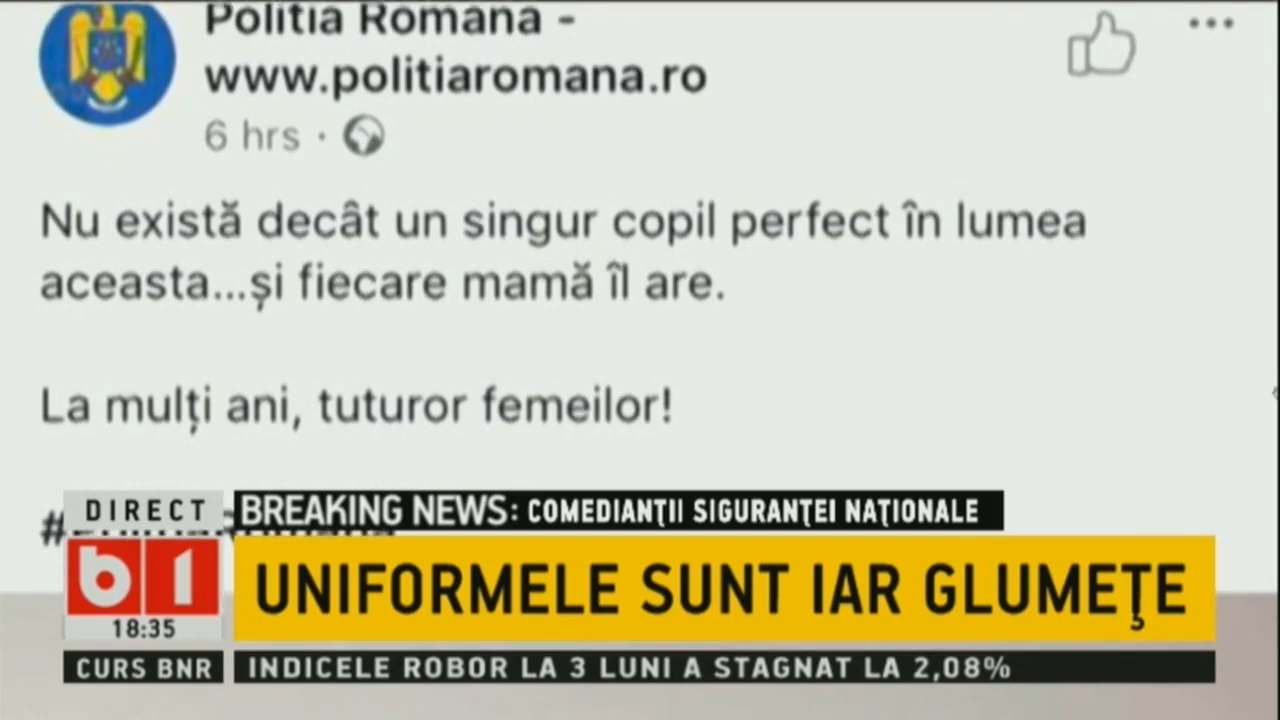 Politia Romana -
www.politiaromana.ro
6 hrs ·
Nu există decât un singur copil perfect în lumea
aceasta...și fiecare mamă îl are.
La mulți ani, tuturor femeilor!
DIRECT
BREAKING NEWS: COMEDIANŢII SIGURANŢEI NAŢIONALE
b1
UNIFORMELE SUNT IAR GLUMEŢE
18:35
CURS BNR
INDICELE ROBOR LA 3 LUNI A STAGNAT LA 2,08%